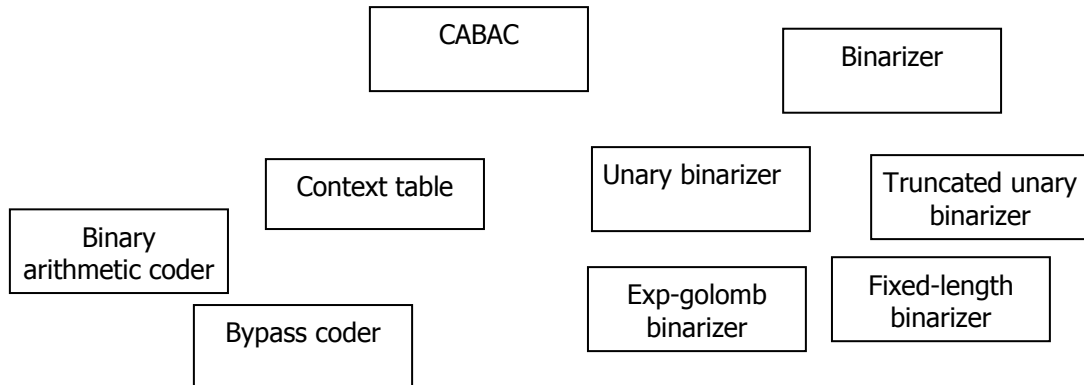 CABAC
Binarizer
Context table
Unary binarizer
Truncated unary
binarizer
Binary
arithmetic coder
Exp-golomb
binarizer
Fixed-length
binarizer
Bypass coder